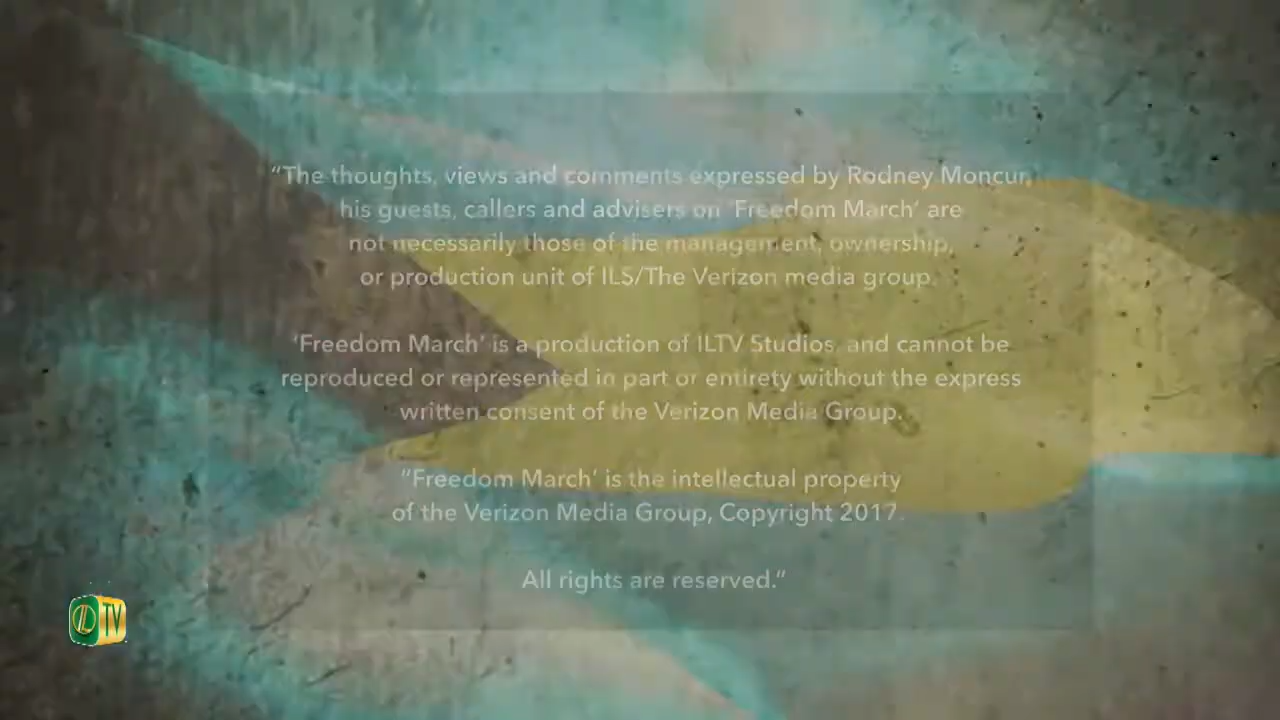 “The thoughts, views and comments expressed by Rodney Moncur,
his guests, callers and advisers on ‘Freedom March’ are
not necessarily those of the management, ownership,
or production unit of ILS/The Verizon media group.
‘Freedom March’ is a production of ILTV Studios, and cannot be
reproduced or represented in part or entirety without the express
written consent of the Verizon Media Group.
“Freedom March’ is the intellectual property
of the Verizon Media Group, Copyright 2017.
All rights are reserved.”
IL TV